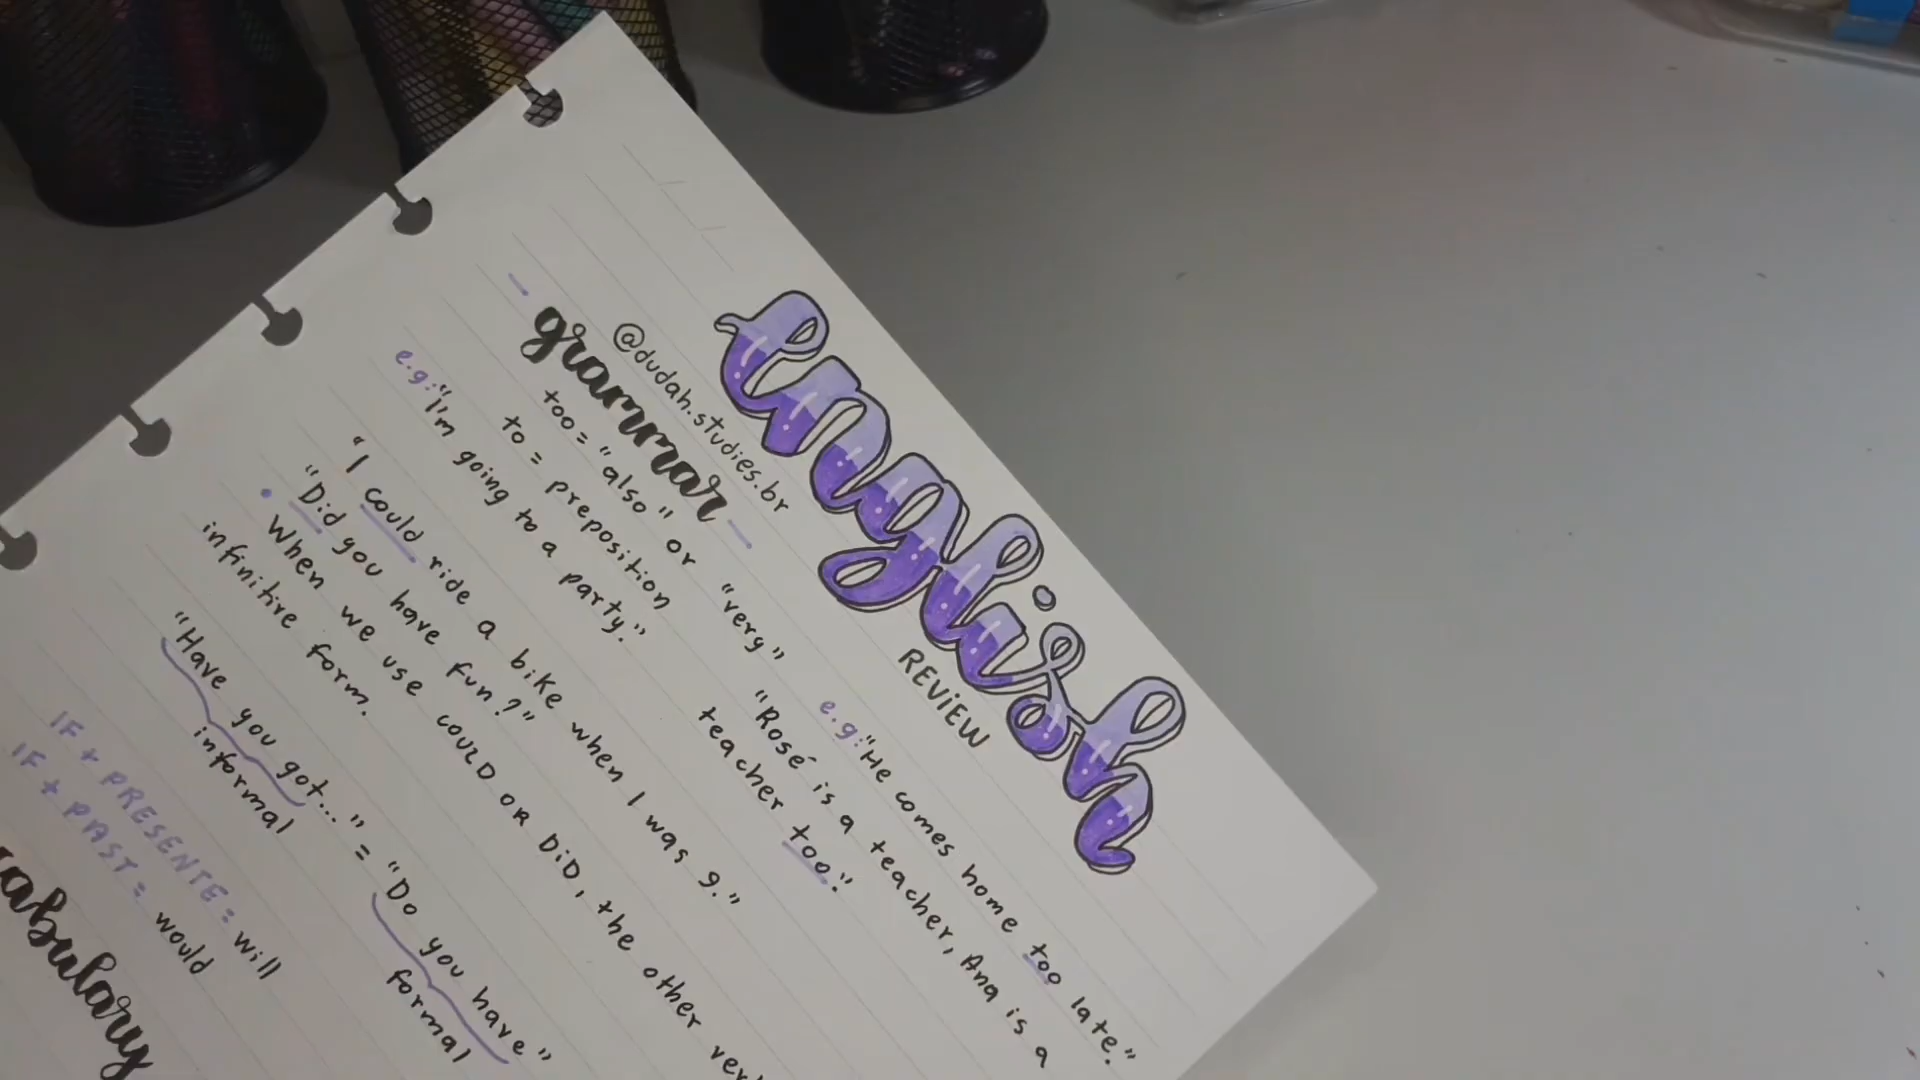 english
REVIEW
@dudah.studies.br
- grammar -
too = "also" or "very"
e.g: "He comes home too late."
to = preposition
"Rosé is a teacher, Ana is a
teacher too."
e.g: "I'm going to a party."
"I could ride a bike when I was 9."
"Did you have fun?"
• When we use COULD OR DID, the other
infinitive form.
"Have you got..." = "Do you have"
informal
formal
IF + PRESENTE = will
IF + PAST = would